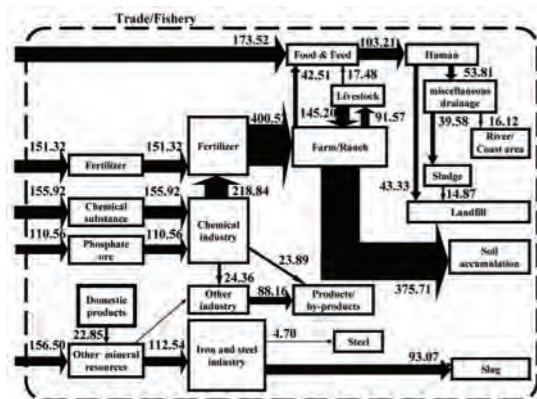 Trade/Fishery
173.52
Food & Feed
103.21
Human
42.51
17.48
53.81
Livestock
miscellaneous
drainage
145.20
91.57
39.58
16.12
River/
Coast area
151.32
151.32
Fertilizer
400.5
Farm/Ranch
Fertilizer
Sludge
43.33
14.87
Landfill
155.92
155.92
218.84
Chemical
substance
Chemical
industry
110.56
110.56
Phosphate
ore
23.89
Soil
accumulation
24.36
375.71
Domestic
products
Other
industry
88.16
Products/
by-products
22.85
4.70
Steel
156.50
Other mineral
resources
112.54
Iron and steel
industry
93.07
Slag